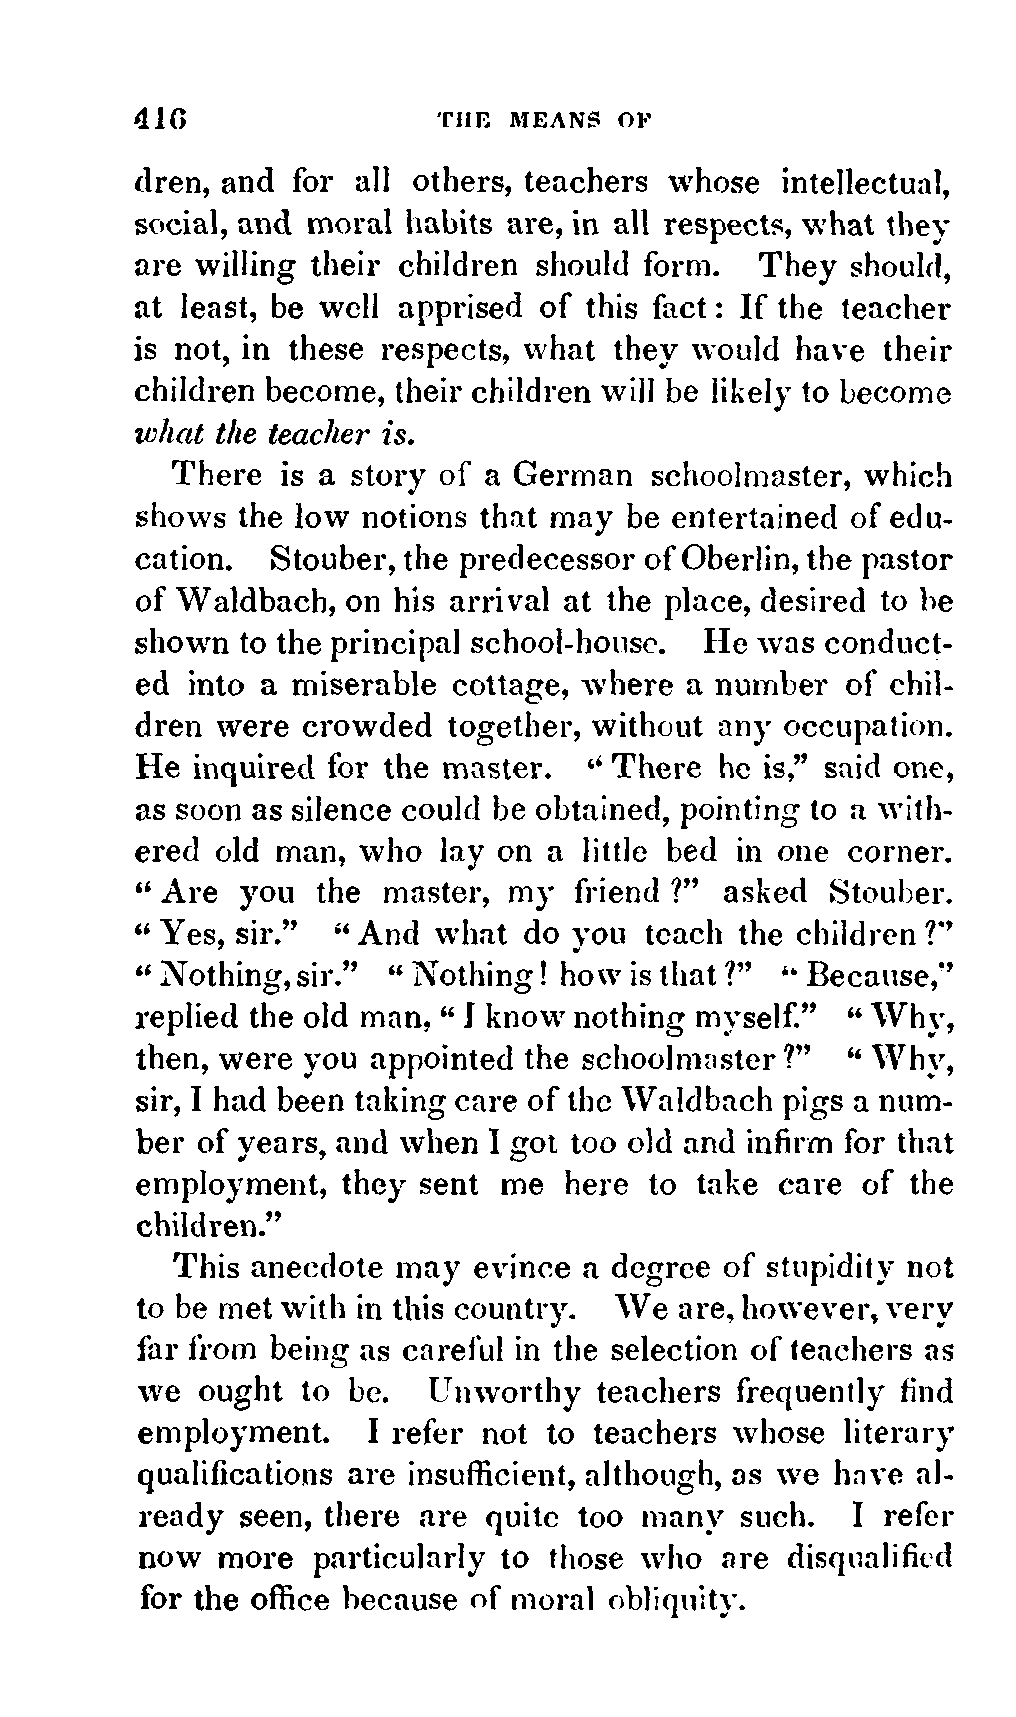 416 THE MEANS OF
dren, and for all others, teachers whose intellectual,
social, and moral habits are, in all respects, what they
are willing their children should form. They should,
at least, be well apprised of this fact: If the teacher
is not, in these respects, what they would have their
children become, their children will be likely to become
what the teacher is.
There is a story of a German schoolmaster, which
shows the low notions that may be entertained of edu-
cation. Stouber, the predecessor of Oberlin, the pastor
of Waldbach, on his arrival at the place, desired to be
shown to the principal school-house. He was conduct-
ed into a miserable cottage, where a number of chil-
dren were crowded together, without any occupation.
He inquired for the master. “There he is,” said one,
as soon as silence could be obtained, pointing to a with-
ered old man, who lay on a little bed in one corner.
“Are you the master, my friend?” asked Stouber.
“Yes, sir.” “And what do you teach the children?”
“Nothing, sir.” “Nothing! how is that?” “Because,”
replied the old man, “I know nothing myself.” “Why,
then, were you appointed the schoolmaster?” “Why,
sir, I had been taking care of the Waldbach pigs a num-
ber of years, and when I got too old and infirm for that
employment, they sent me here to take care of the
children.”
This anecdote may evince a degree of stupidity not
to be met with in this country. We are, however, very
far from being as careful in the selection of teachers as
we ought to be. Unworthy teachers frequently find
employment. I refer not to teachers whose literary
qualifications are insufficient, although, as we have al-
ready seen, there are quite too many such. I refer
now more particularly to those who are disqualified
for the office because of moral obliquity.